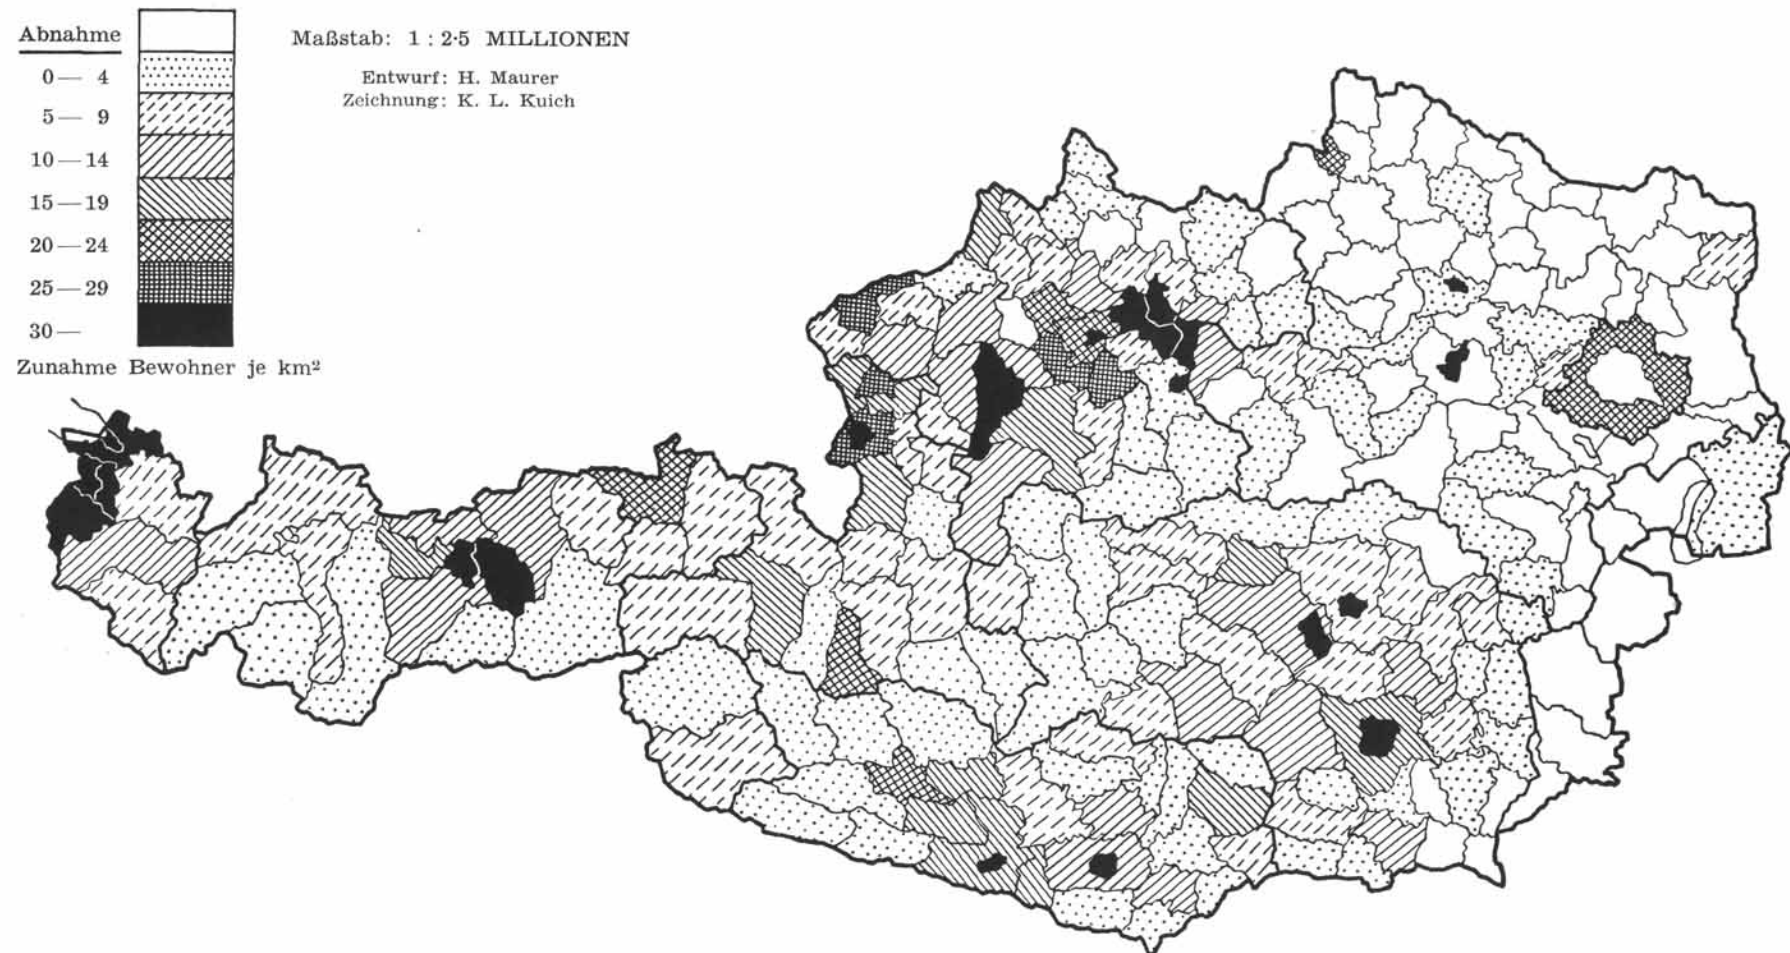 Abnahme
0— 4
5— 9
10—14
15—19
20—24
25—29
30—
Zunahme Bewohner je km²
Maßstab: 1 : 2·5 MILLIONEN
Entwurf: H. Maurer
Zeichnung: K. L. Kuich